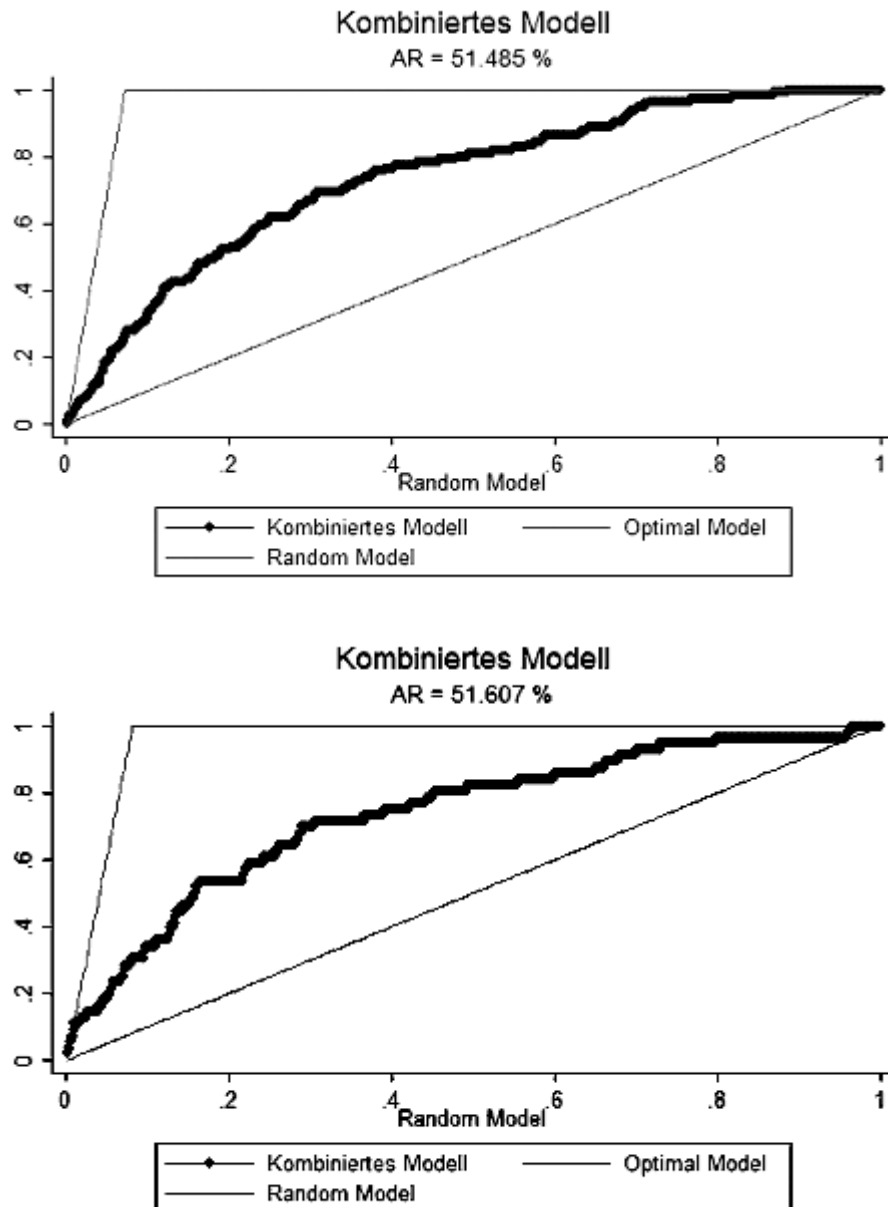 Kombiniertes Modell
AR = 51.485 %
1
.8
.6
.4
.2
0
0 .2 .4 .6 .8 1
Random Model
Kombiniertes Modell Optimal Model
Random Model
Kombiniertes Modell
AR = 51.607 %
1
.8
.6
.4
.2
0
0 .2 .4 .6 .8 1
Random Model
Kombiniertes Modell Optimal Model
Random Model